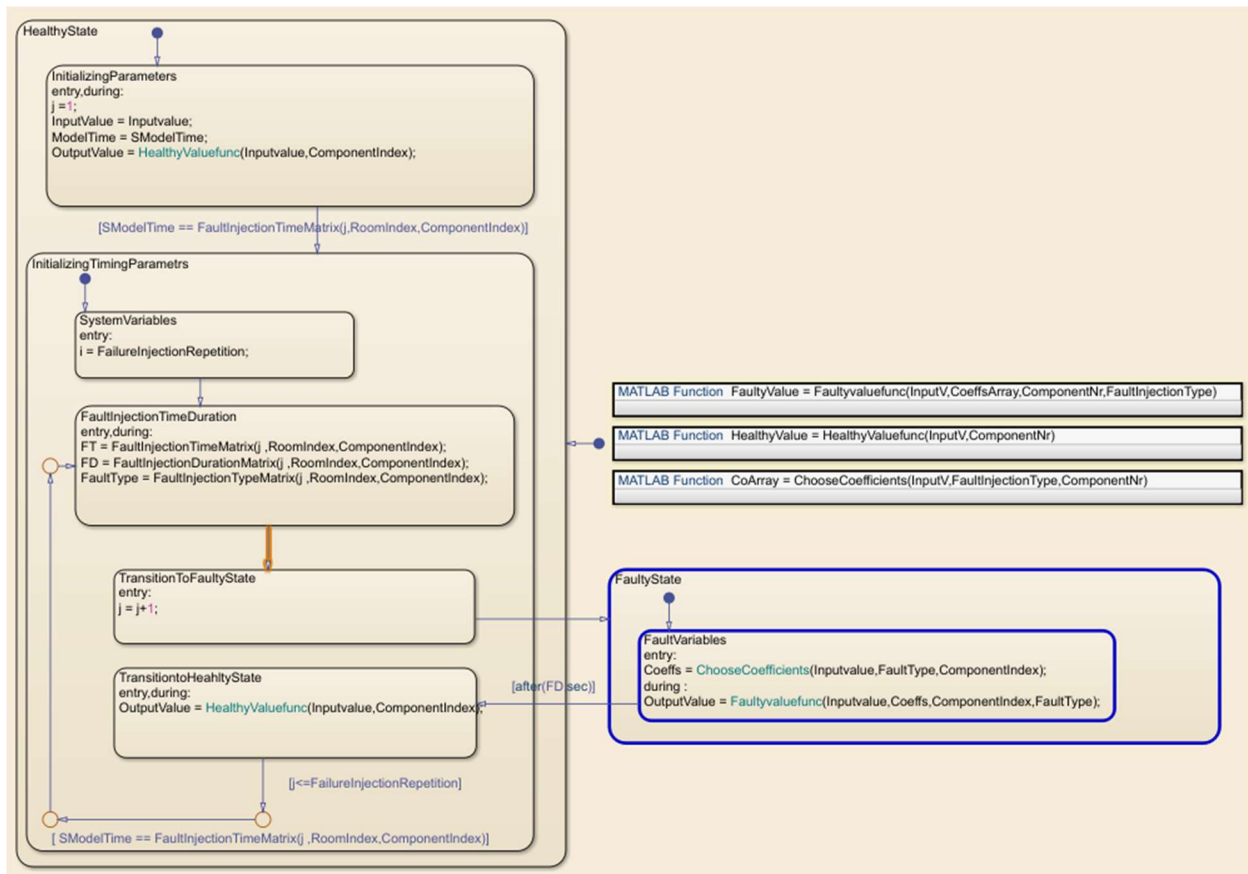 HealthyState
InitializingParameters
entry,during:
j =1;
InputValue = Inputvalue;
ModelTime = SModelTime;
OutputValue = HealthyValuefunc(Inputvalue,ComponentIndex);
[SModelTime == FaultInjectionTimeMatrix(j,RoomIndex,ComponentIndex)]
InitializingTimingParametrs
SystemVariables
entry:
i = FailureInjectionRepetition;
FaultInjectionTimeDuration
entry,during:
FT = FaultInjectionTimeMatrix(j ,RoomIndex,ComponentIndex);
FD = FaultInjectionDurationMatrix(j ,RoomIndex,ComponentIndex);
FaultType = FaultInjectionTypeMatrix(j ,RoomIndex,ComponentIndex);
TransitionToFaultyState
entry:
j = j+1;
TransitiontoHeahltyState
entry,during:
OutputValue = HealthyValuefunc(Inputvalue,ComponentIndex);
[j<=FailureInjectionRepetition]
[ SModelTime == FaultInjectionTimeMatrix(j ,RoomIndex,ComponentIndex)]
MATLAB Function FaultyValue = Faultyvaluefunc(InputV,CoeffsArray,ComponentNr,FaultInjectionType)
MATLAB Function HealthyValue = HealthyValuefunc(InputV,ComponentNr)
MATLAB Function CoArray = ChooseCoefficients(InputV,FaultInjectionType,ComponentNr)
FaultyState
FaultVariables
entry:
Coeffs = ChooseCoefficients(Inputvalue,FaultType,ComponentIndex);
during :
OutputValue = Faultyvaluefunc(Inputvalue,Coeffs,ComponentIndex,FaultType);
[after(FD,sec)]